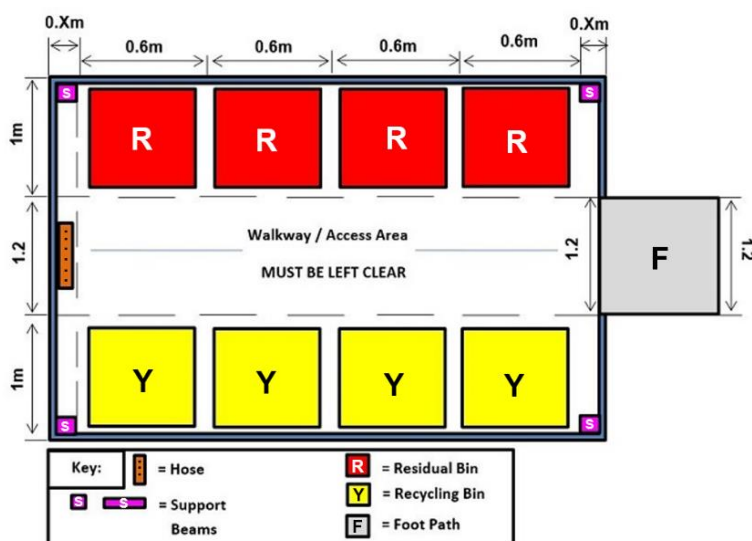 0.Xm 0.6m 0.6m 0.6m 0.6m 0.Xm
S S
1m R R R R
1.2 Walkway / Access Area 1.2 F 1.2
MUST BE LEFT CLEAR
1m Y Y Y Y
S S
Key: = Hose R = Residual Bin
S S = Support Y = Recycling Bin
Beams F = Foot Path